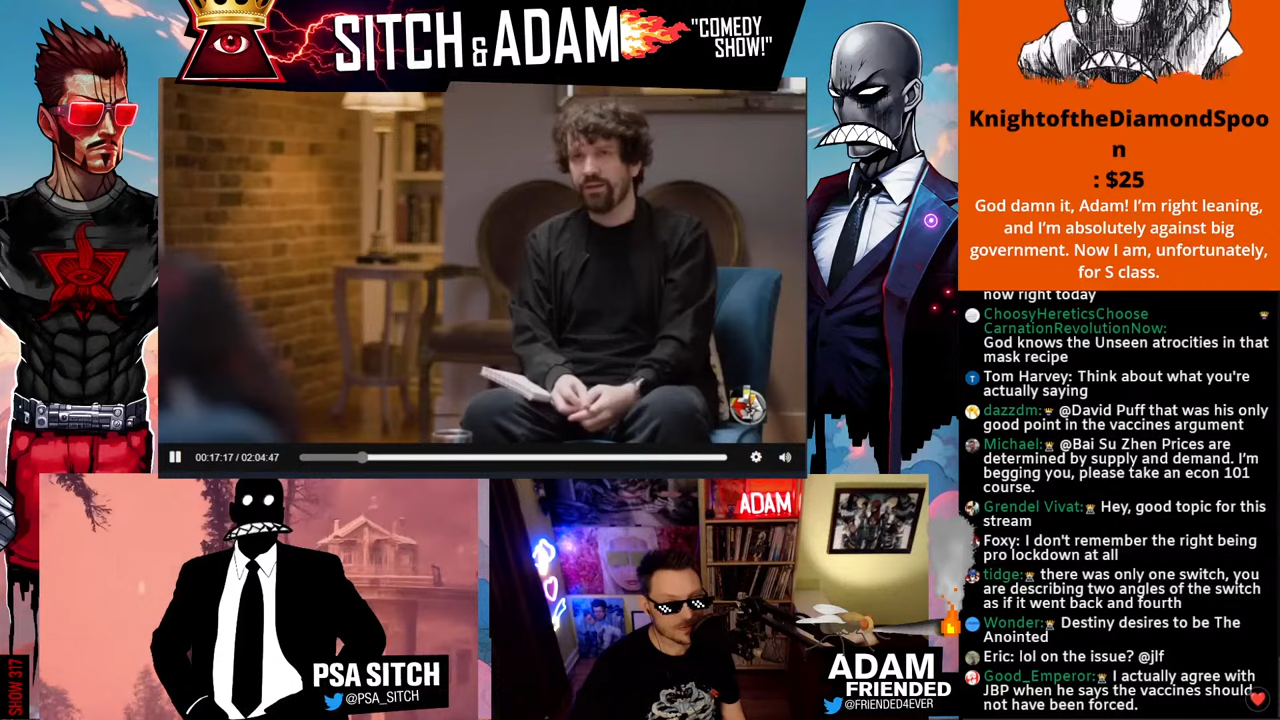 SITCH & ADAM
"COMEDY
SHOW!"
KnightoftheDiamondSpoo
n
: $25
God damn it, Adam! I'm right leaning,
and I'm absolutely against big
government. Now I am, unfortunately,
for S class.
now right today
ChoosyHereticsChoose
CarnationRevolutionNow:
God knows the Unseen atrocities in that
mask recipe
Tom Harvey: Think about what you're
actually saying
dazzdm: @David Puff that was his only
good point in the vaccines argument
Michael: @Bai Su Zhen Prices are
determined by supply and demand. I'm
begging you, please take an econ 101
course.
Grendel Vivat: Hey, good topic for this
stream
Foxy: I don't remember the right being
pro lockdown at all
tidge: there was only one switch, you
are describing two angles of the switch
as if it went back and fourth
Wonder: Destiny desires to be The
Anointed
Eric: lol on the issue? @jlf
Good_Emperor: I actually agree with
JBP when he says the vaccines should
not have been forced.
00:17:17 / 02:04:47
ADAM
PSA SITCH
@PSA_SITCH
ADAM
FRIENDED
@FRIENDED4EVER
SHOW 317
T